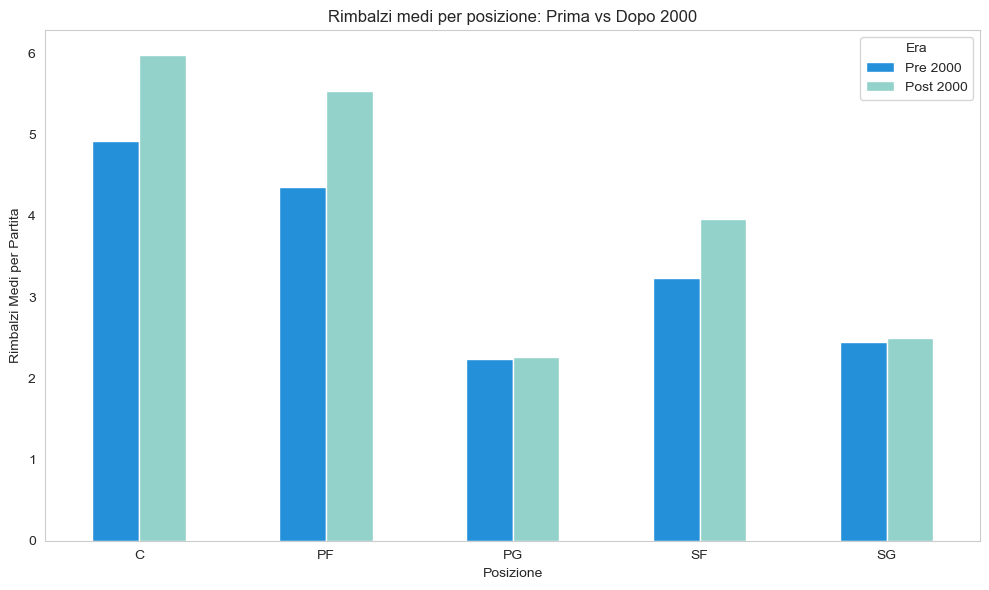 Rimbalzi medi per posizione: Prima vs Dopo 2000
Era
Pre 2000
Post 2000
Rimbalzi Medi per Partita
6
5
4
3
2
1
0
C PF PG SF SG
Posizione